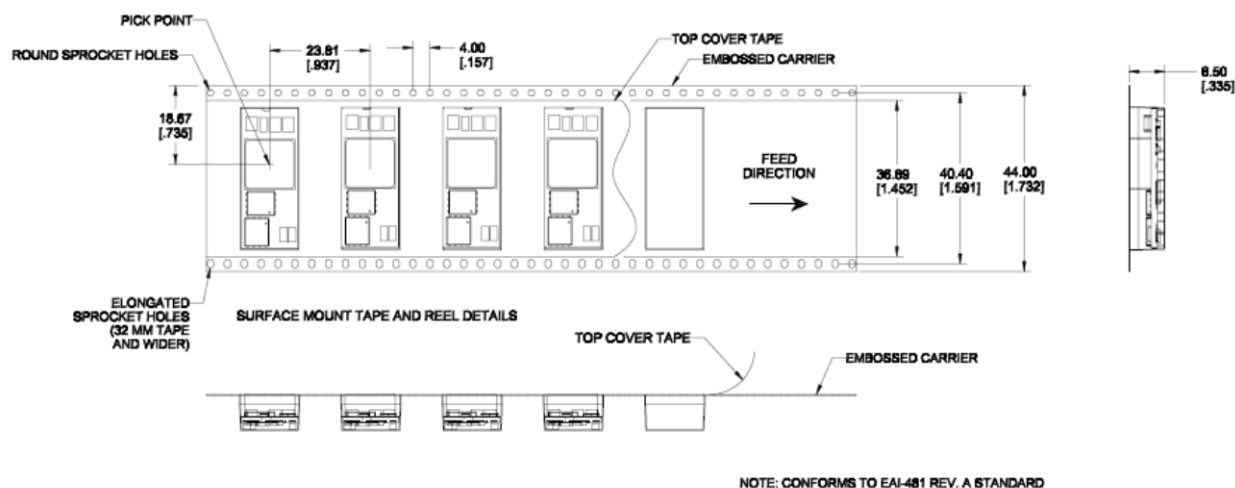 PICK POINT
ROUND SPROCKET HOLES
23.81
[.937]
4.00
[.157]
TOP COVER TAPE
EMBOSSED CARRIER
8.50
[.335]
18.67
[.735]
FEED
DIRECTION
36.89
[1.452]
40.40
[1.591]
44.00
[1.732]
ELONGATED
SPROCKET HOLES
(32 MM TAPE
AND WIDER)
SURFACE MOUNT TAPE AND REEL DETAILS
TOP COVER TAPE
EMBOSSED CARRIER
NOTE: CONFORMS TO EAI-481 REV. A STANDARD